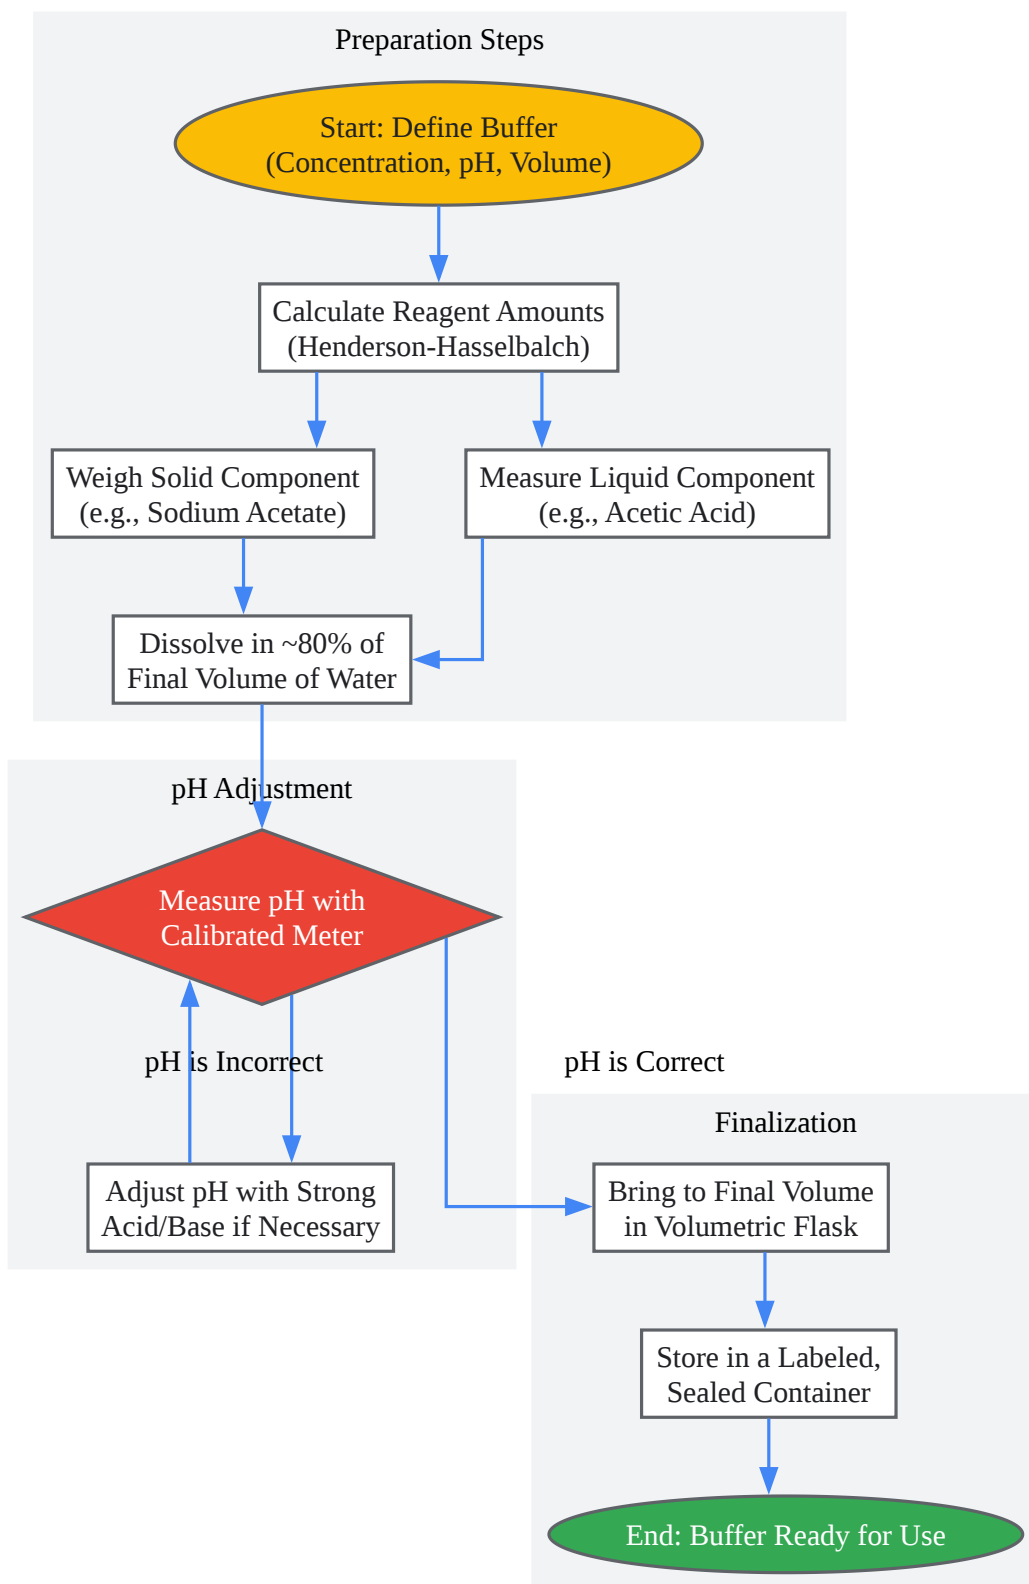 Preparation Steps
Start: Define Buffer
(Concentration, pH, Volume)
Calculate Reagent Amounts
(Henderson-Hasselbalch)
Weigh Solid Component
(e.g., Sodium Acetate)
Measure Liquid Component
(e.g., Acetic Acid)
Dissolve in ~80% of
Final Volume of Water
pH Adjustment
Measure pH with
Calibrated Meter
pH is Incorrect
pH is Correct
Adjust pH with Strong
Acid/Base if Necessary
Finalization
Bring to Final Volume
in Volumetric Flask
Store in a Labeled,
Sealed Container
End: Buffer Ready for Use